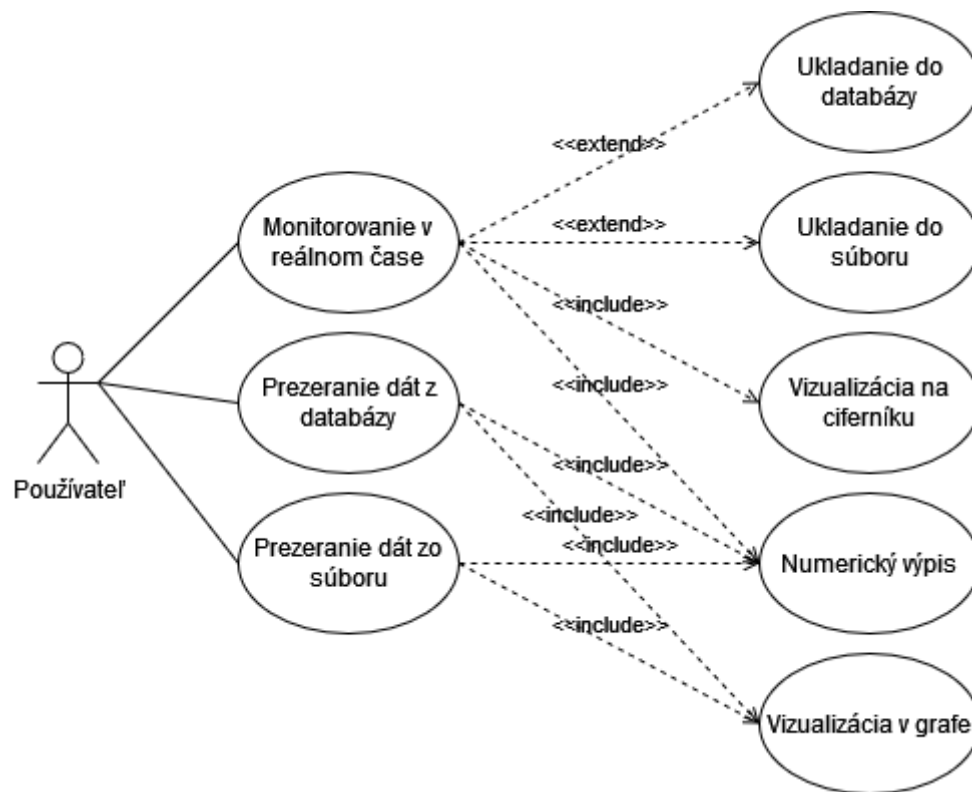 Ukladanie do
databázy
<<extend>>
Monitorovanie v
reálnom čase
<<extend>>
Ukladanie do
súboru
<<include>>
<<include>>
Prezeranie dát z
databázy
Vizualizácia na
ciferníku
<<include>>
Používateľ
<<include>>
<<include>>
Prezeranie dát zo
súboru
Numerický výpis
<<include>>
Vizualizácia v grafe